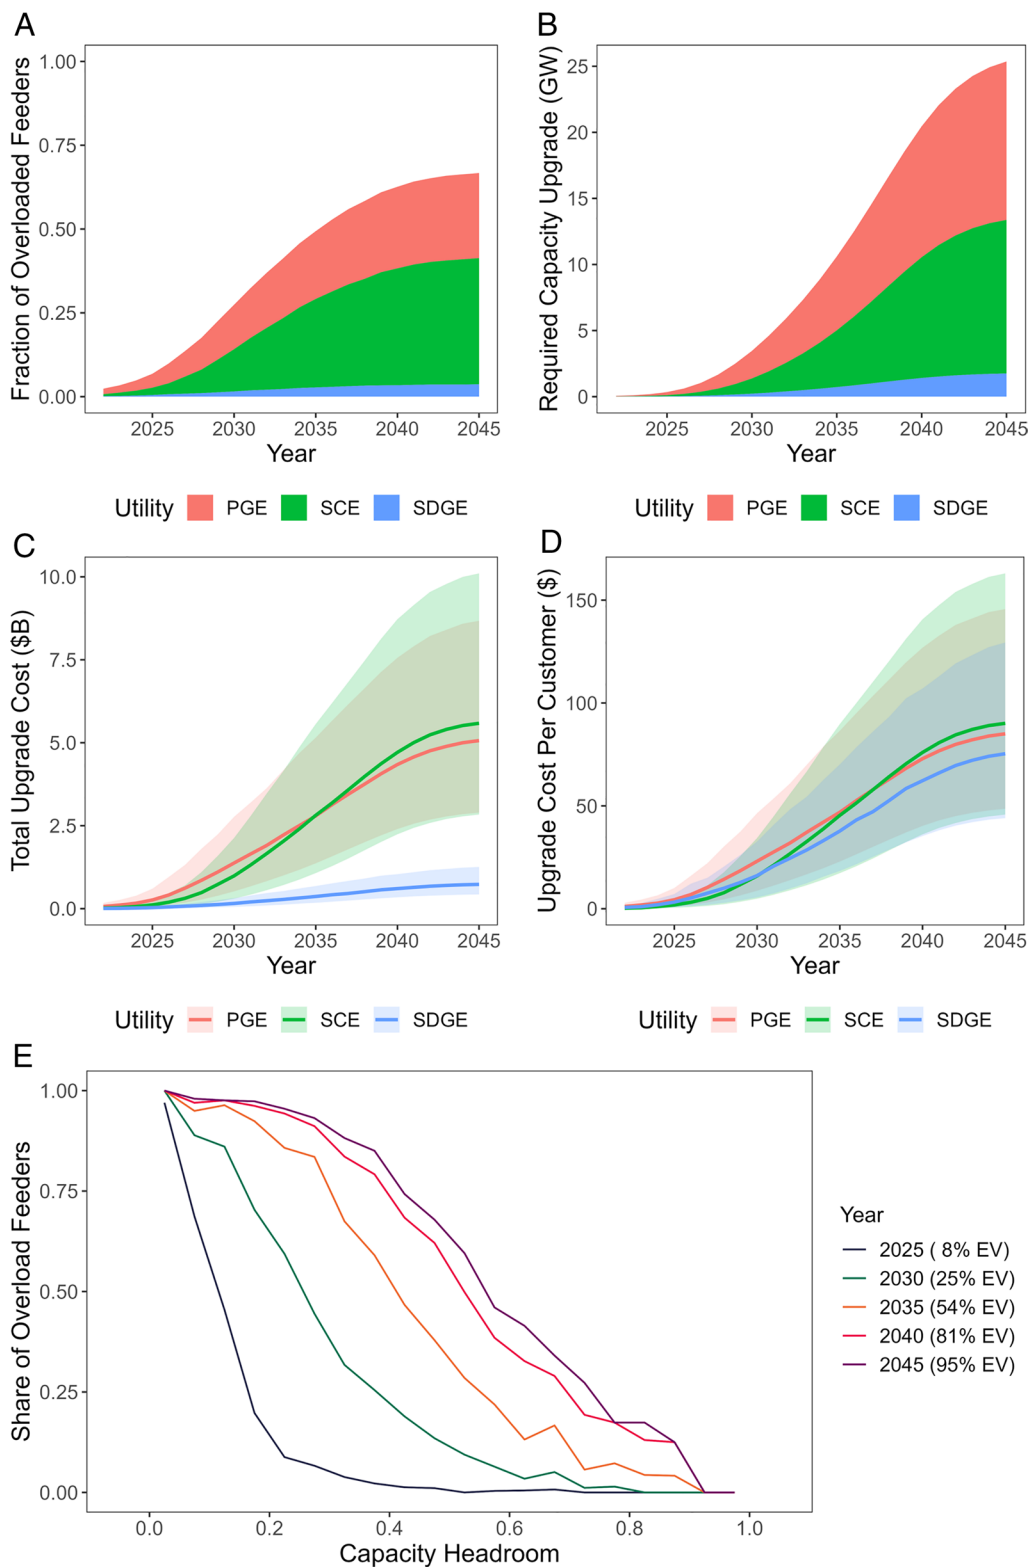 A
Fraction of Overloaded Feeders
1.00
0.75
0.50
0.25
0.00
2025 2030 2035 2040 2045
Year
Utility PGE SCE SDGE
B
Required Capacity Upgrade (GW)
25
20
15
10
5
0
2025 2030 2035 2040 2045
Year
Utility PGE SCE SDGE
C
Total Upgrade Cost ($B)
10.0
7.5
5.0
2.5
0.0
2025 2030 2035 2040 2045
Year
Utility PGE SCE SDGE
D
Upgrade Cost Per Customer ($)
150
100
50
0
2025 2030 2035 2040 2045
Year
Utility PGE SCE SDGE
E
Share of Overload Feeders
1.00
0.75
0.50
0.25
0.00
0.0 0.2 0.4 0.6 0.8 1.0
Capacity Headroom
Year
2025 ( 8% EV)
2030 (25% EV)
2035 (54% EV)
2040 (81% EV)
2045 (95% EV)